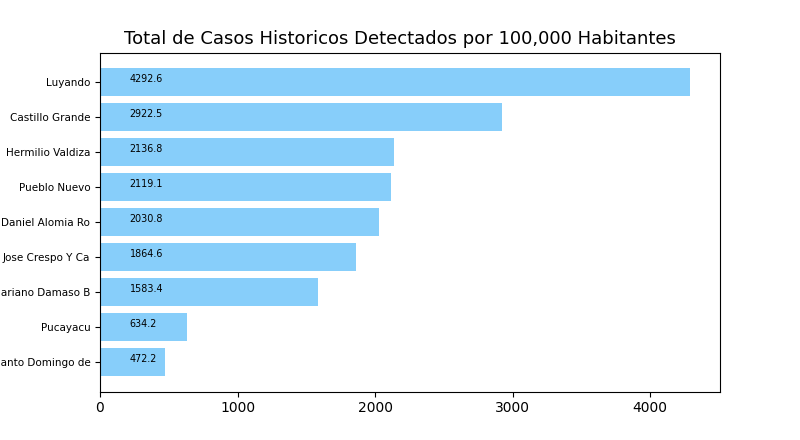 Total de Casos Historicos Detectados por 100,000 Habitantes
Luyando 4292.6
Castillo Grande 2922.5
Hermilio Valdiza 2136.8
Pueblo Nuevo 2119.1
Daniel Alomia Ro 2030.8
Jose Crespo Y Ca 1864.6
ariano Damaso B 1583.4
Pucayacu 634.2
anto Domingo de 472.2
0 1000 2000 3000 4000